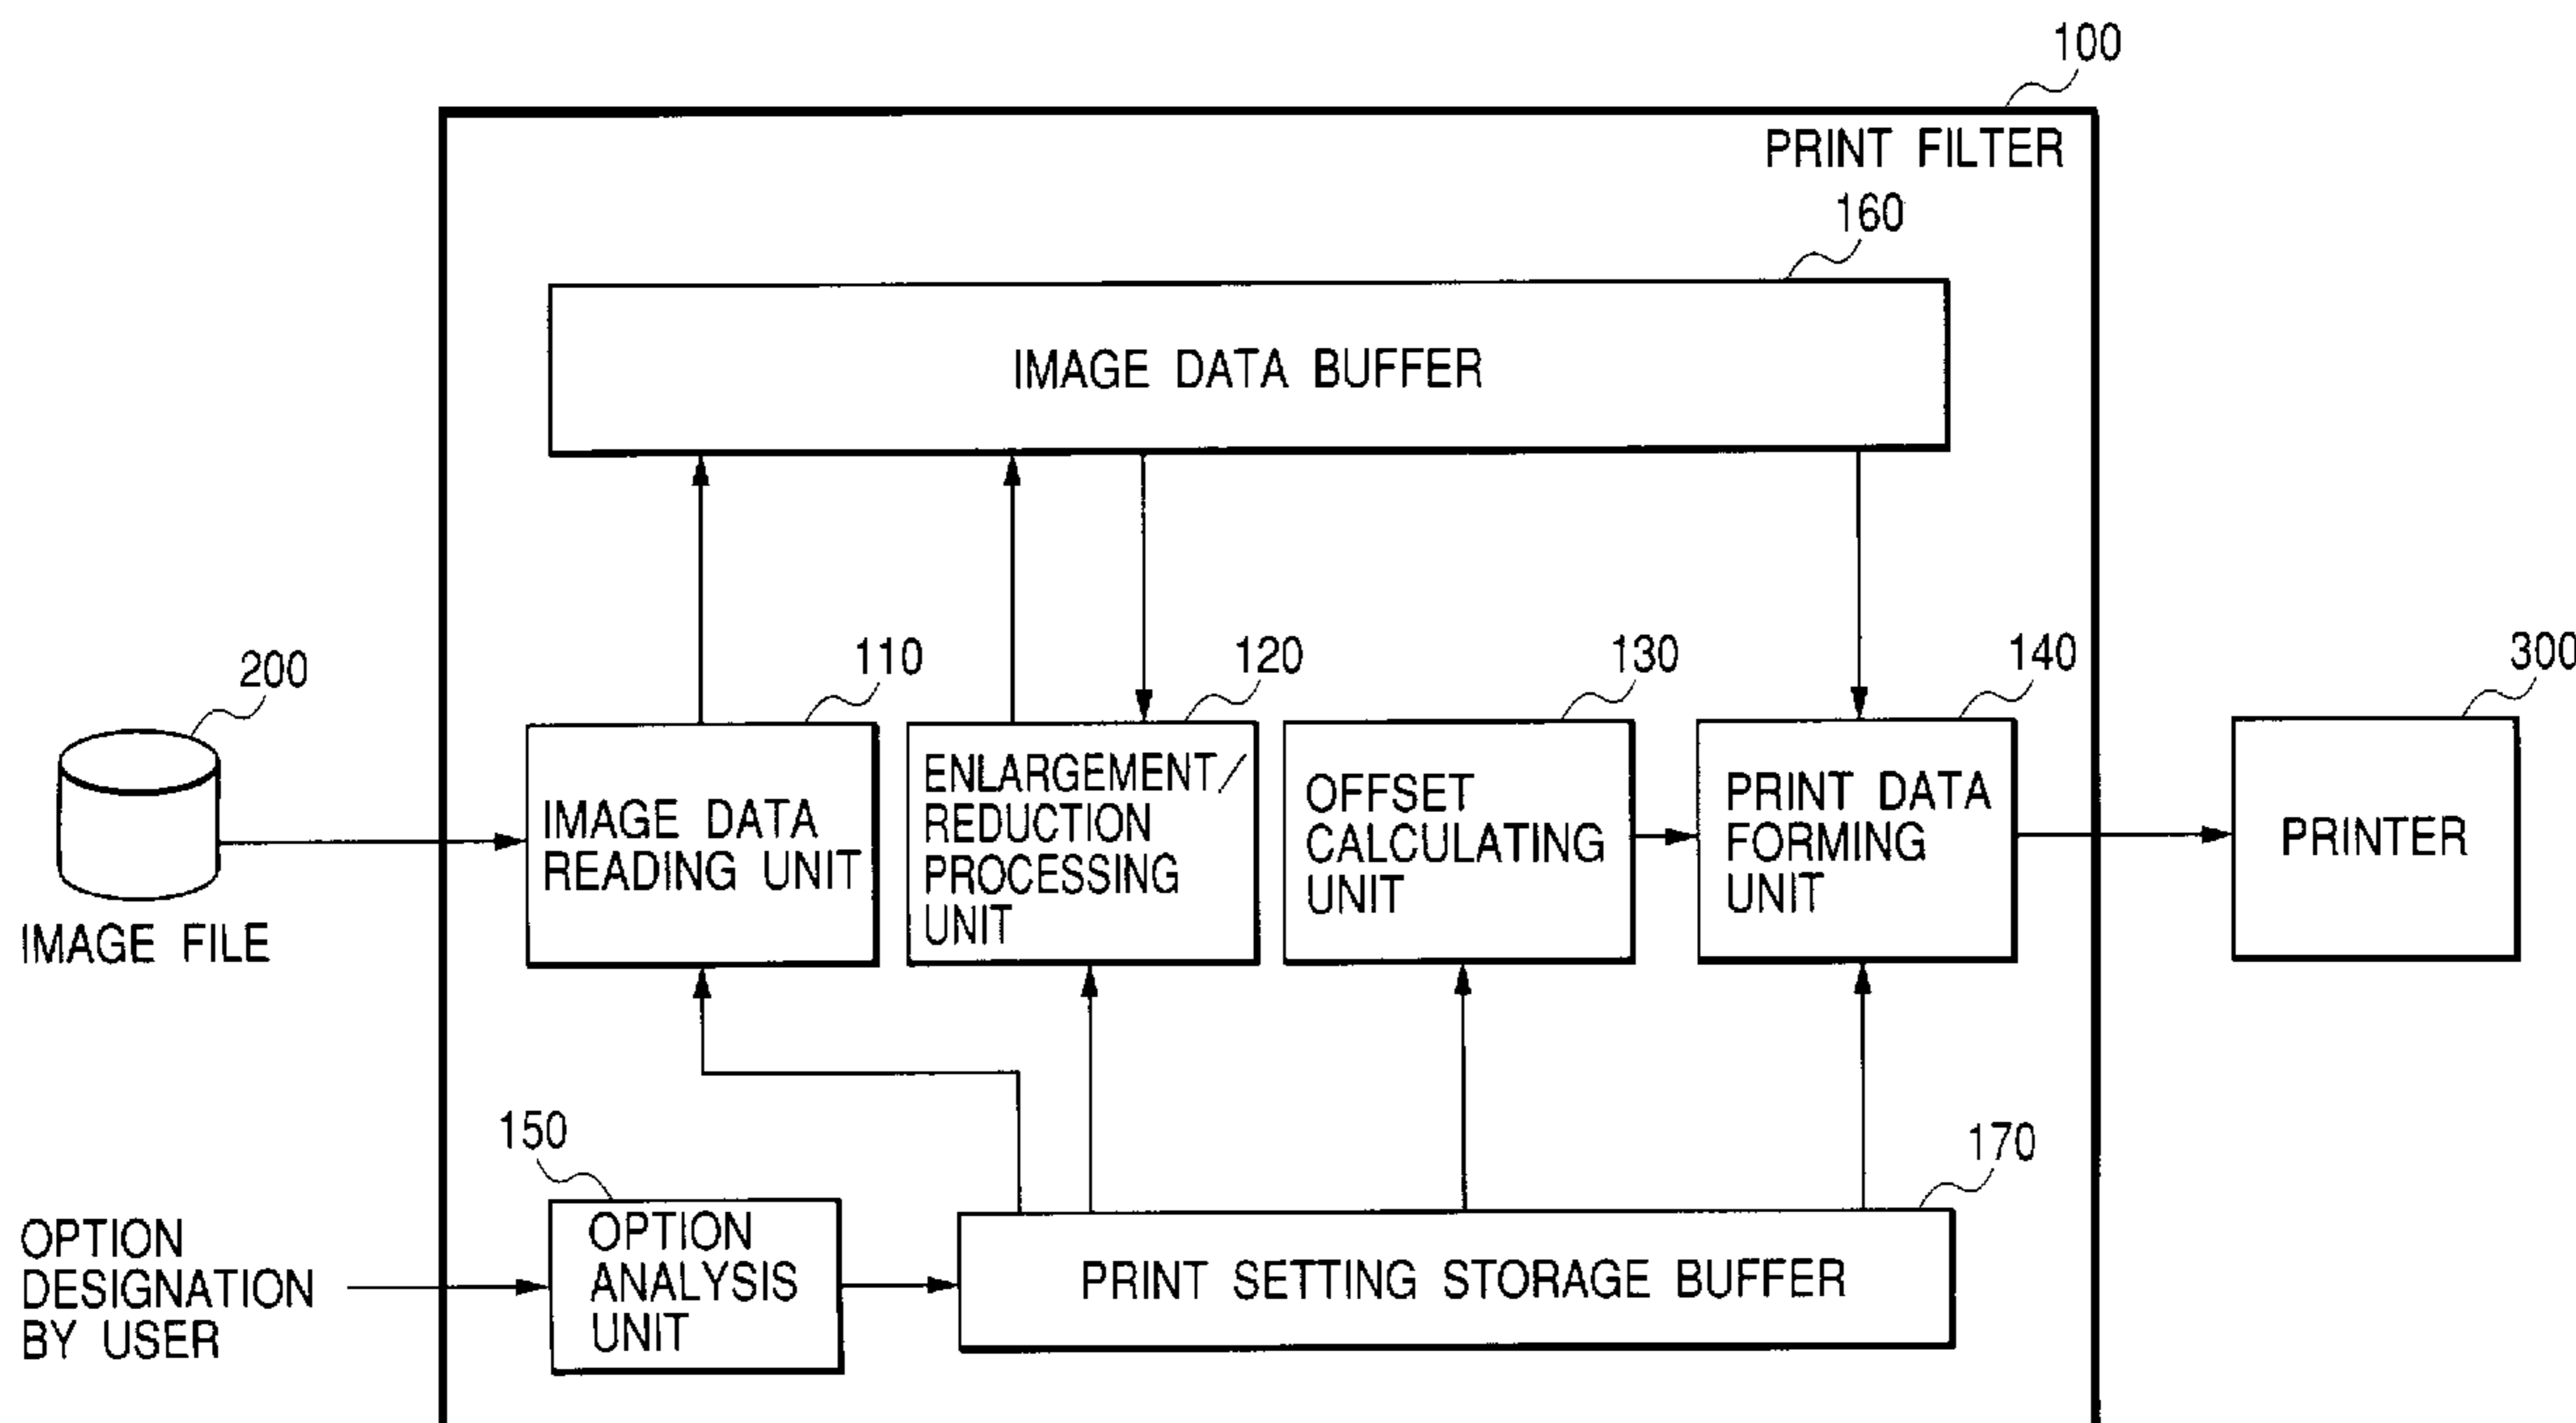 100
PRINT FILTER
160
IMAGE DATA BUFFER
200
110
120
130
140
300
IMAGE FILE
IMAGE DATA
READING UNIT
ENLARGEMENT/
REDUCTION
PROCESSING
UNIT
OFFSET
CALCULATING
UNIT
PRINT DATA
FORMING
UNIT
PRINTER
150
170
OPTION
DESIGNATION
BY USER
OPTION
ANALYSIS
UNIT
PRINT SETTING STORAGE BUFFER